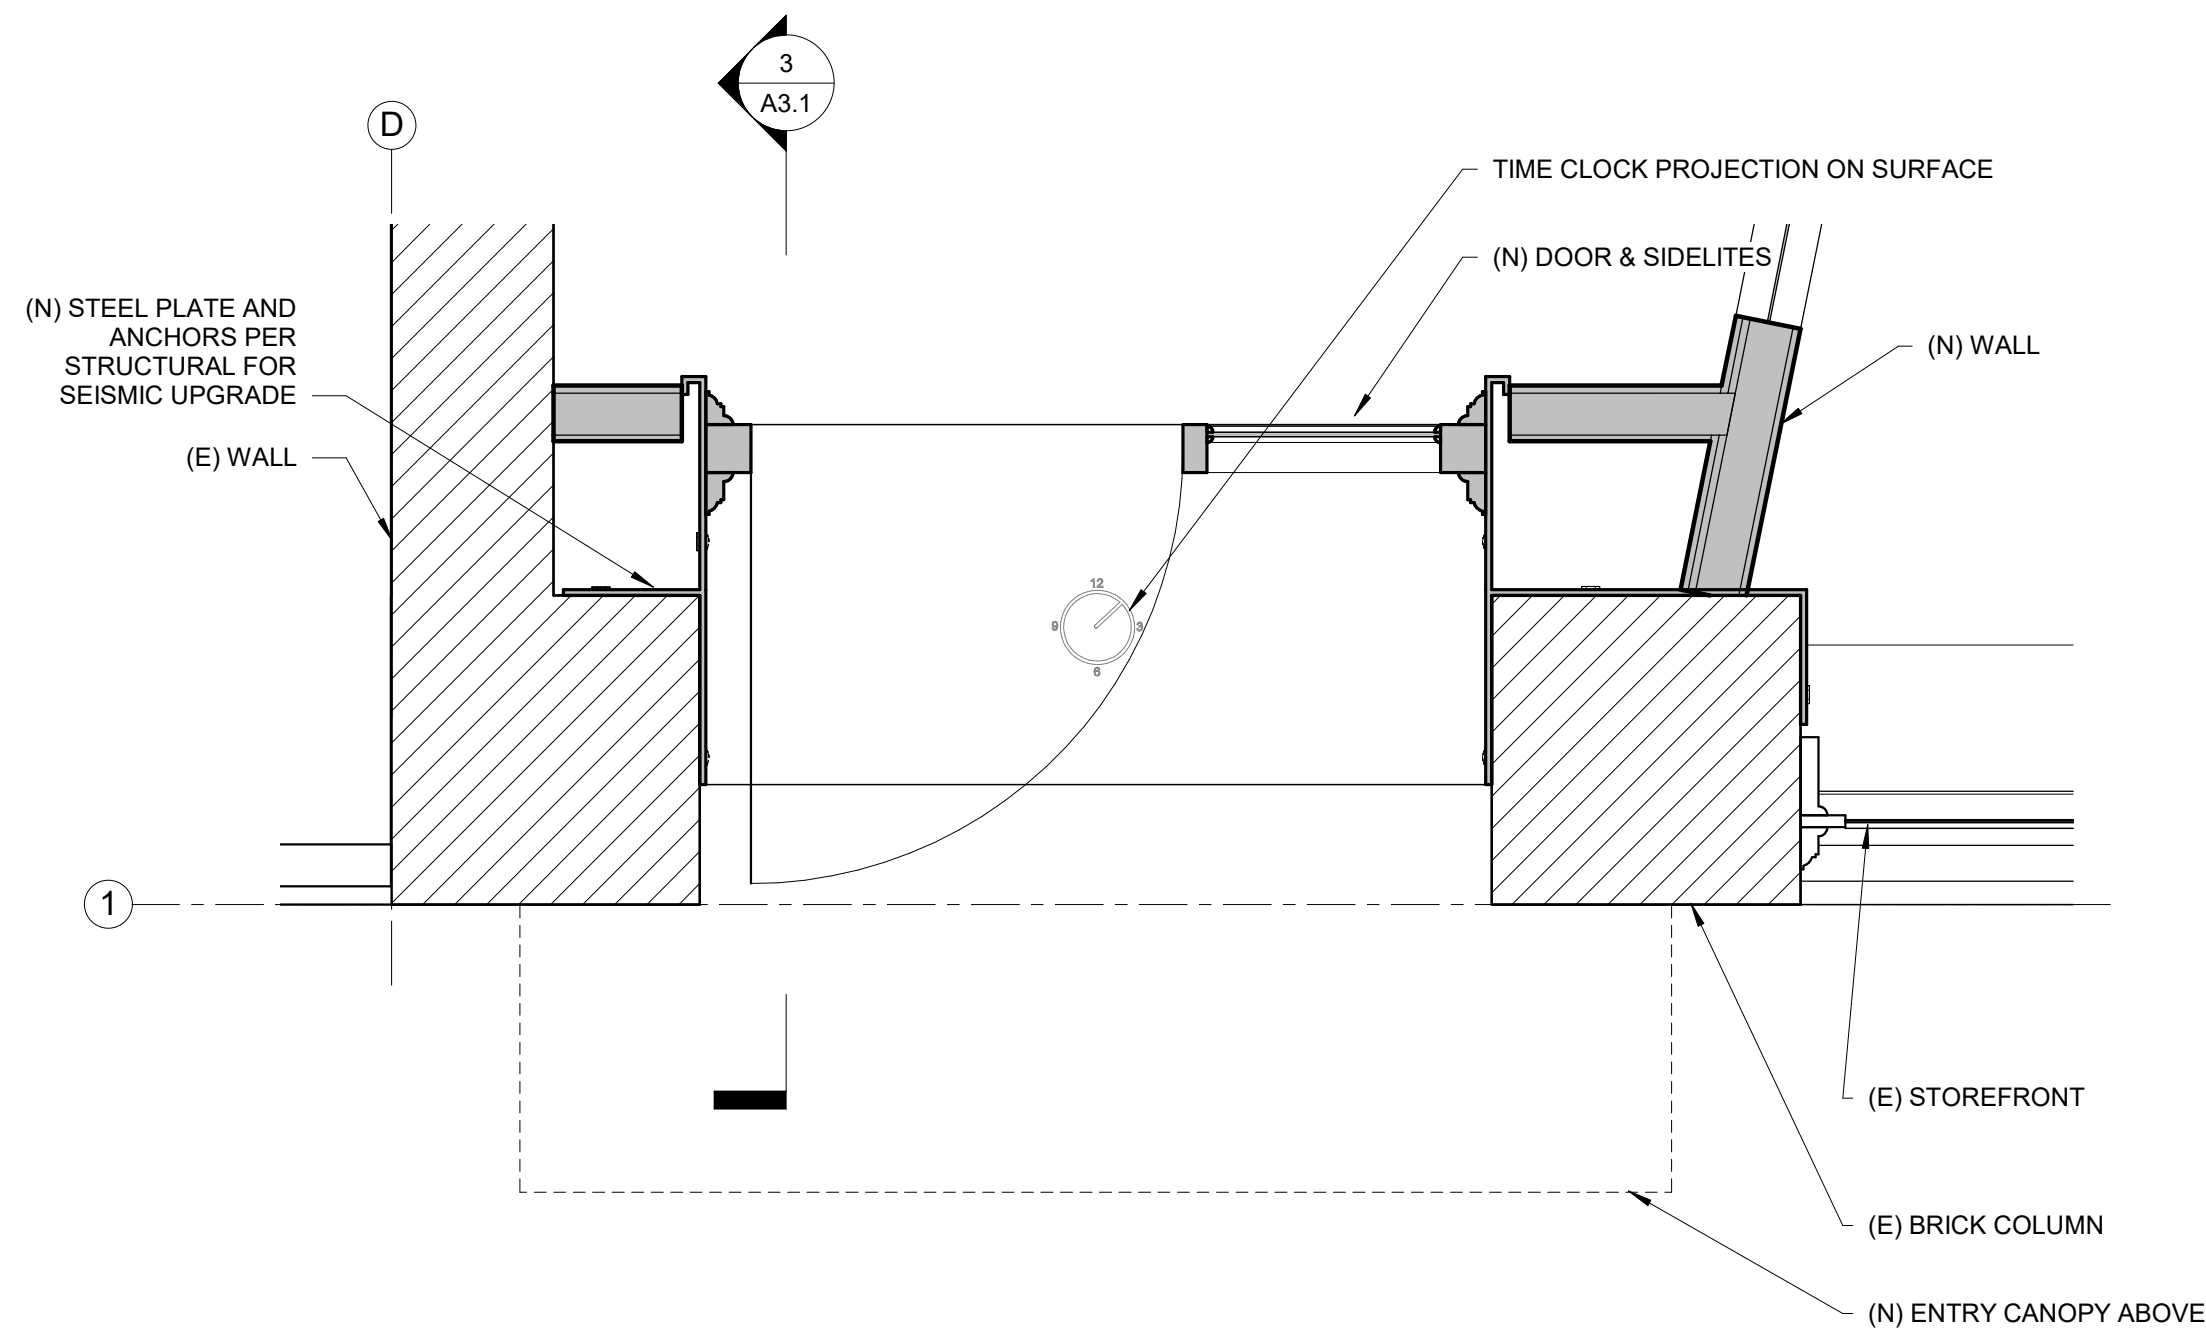 3
A3.1
D
TIME CLOCK PROJECTION ON SURFACE
(N) DOOR & SIDELITES
(N) STEEL PLATE AND
ANCHORS PER
STRUCTURAL FOR
SEISMIC UPGRADE
(N) WALL
(E) WALL
12
9
3
6
1
(E) STOREFRONT
(E) BRICK COLUMN
(N) ENTRY CANOPY ABOVE